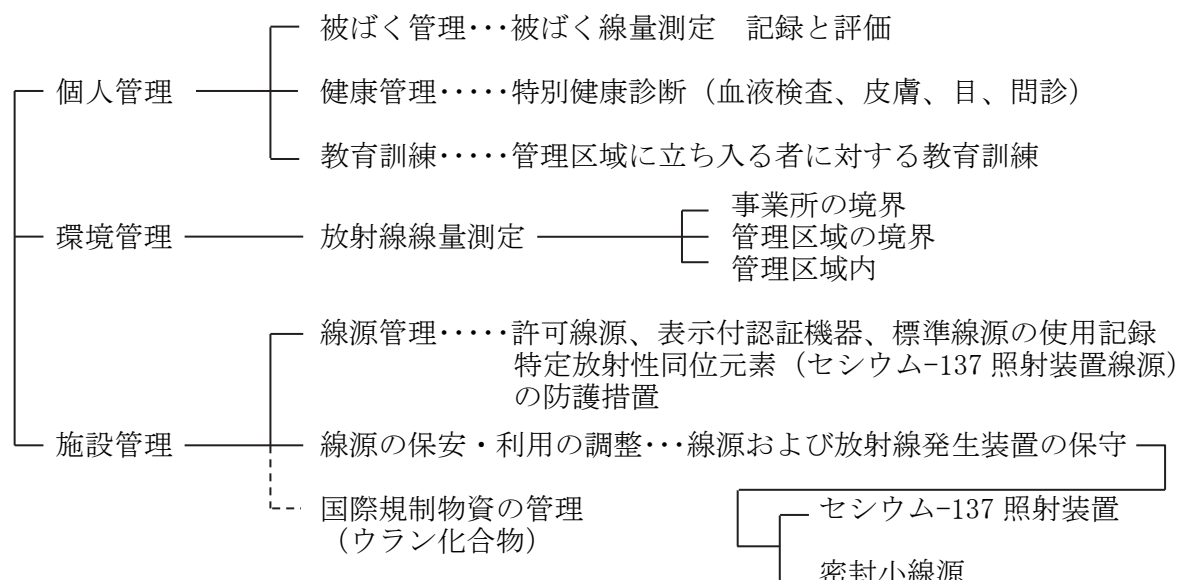 被ばく管理･･･被ばく線量測定　記録と評価
個人管理
健康管理･････特別健康診断（血液検査、皮膚、目、問診）
教育訓練･････管理区域に立ち入る者に対する教育訓練
環境管理
放射線線量測定
事業所の境界
管理区域の境界
管理区域内
線源管理･････許可線源、表示付認証機器、標準線源の使用記録
特定放射性同位元素（セシウム-137 照射装置線源）
の防護措置
施設管理
線源の保安・利用の調整･･･線源および放射線発生装置の保守
国際規制物資の管理
（ウラン化合物）
セシウム-137 照射装置
密封小線源